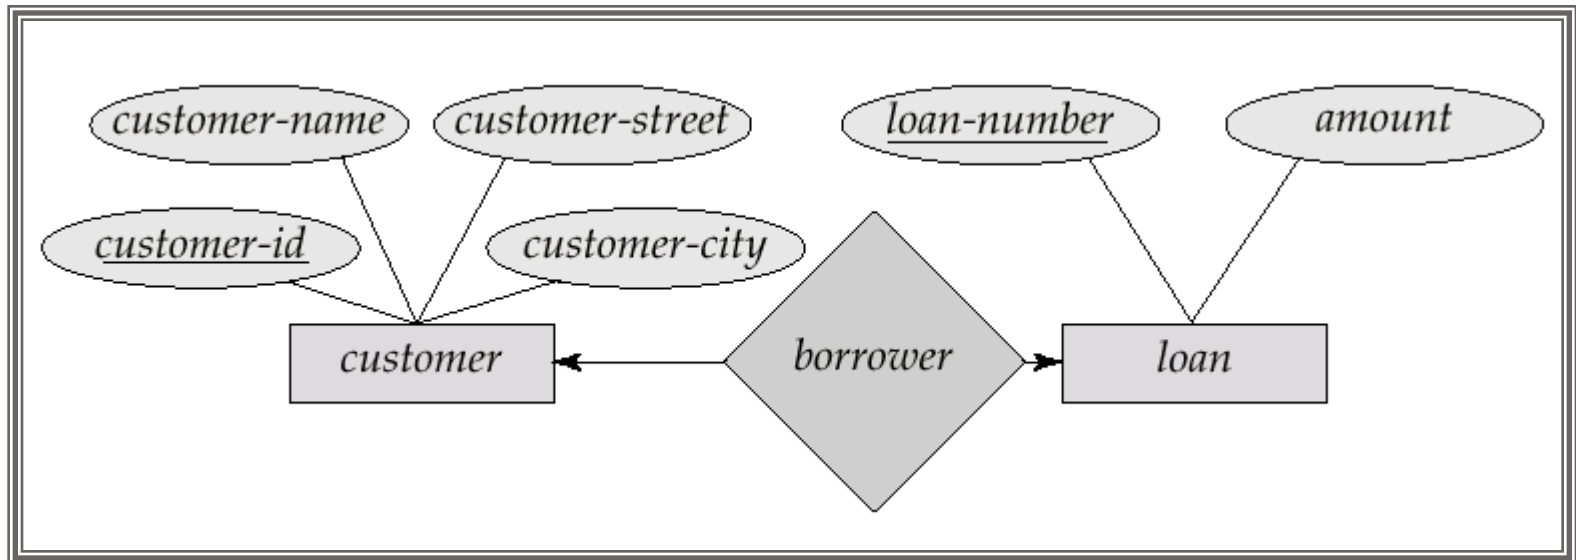 customer-name
customer-street
loan-number
amount
customer-id
customer-city
customer
borrower
loan